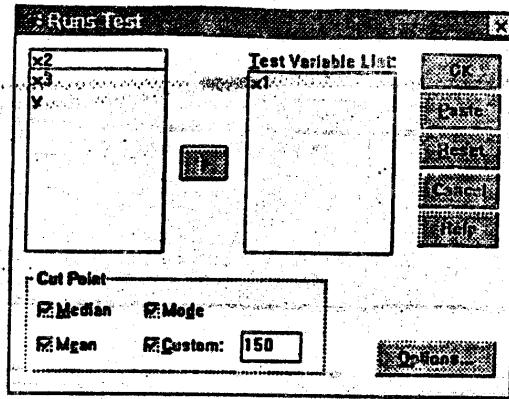 Runs Test
x2
x3
y
Test Variable List:
x1
OK
Paste
Reset
Cancel
Help
Cut Point
Median
Mode
Mean
Custom: 150
Options...